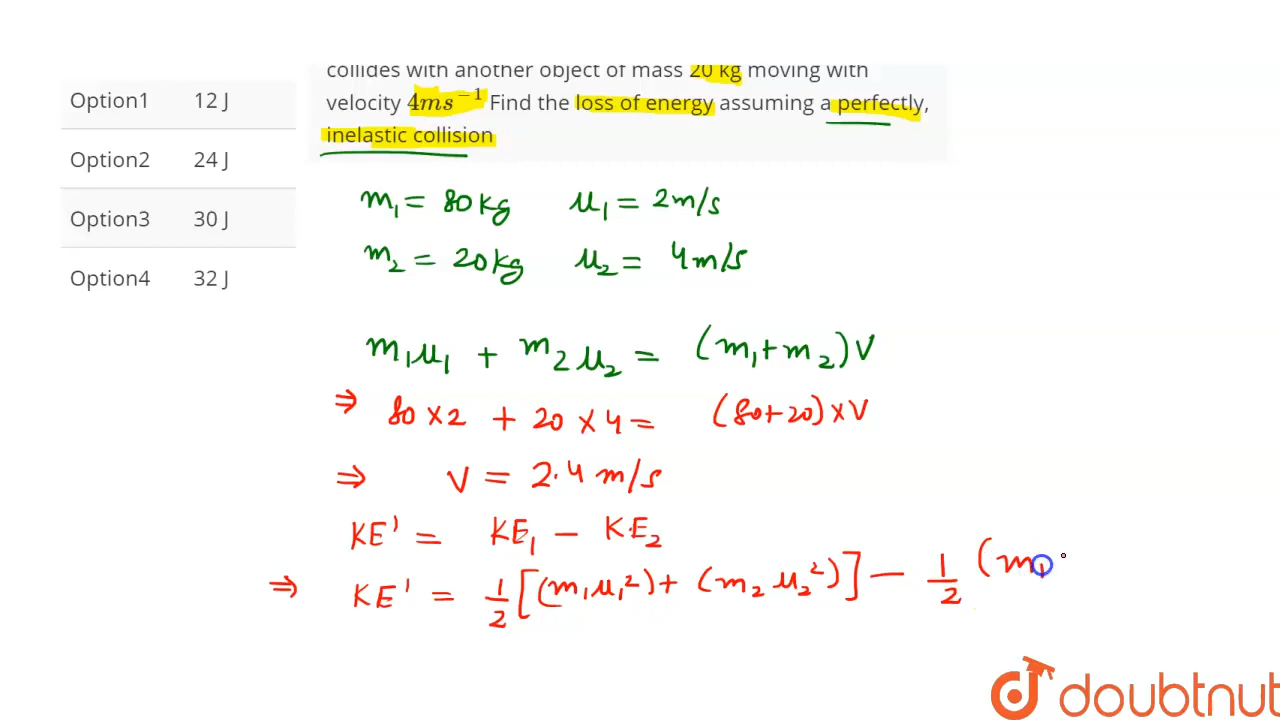 collides with another object of mass 20 kg moving with
velocity 4ms⁻¹ Find the loss of energy assuming a perfectly,
inelastic collision
Option1 12 J
Option2 24 J
Option3 30 J
Option4 32 J
m₁ = 80 kg u₁ = 2 m/s
m₂ = 20 kg u₂ = 4 m/s
m₁u₁ + m₂u₂ = (m₁+m₂)V
⇒ 80 × 2 + 20 × 4 = (80+20) × V
⇒ V = 2.4 m/s
KE' = KE₁ − K.E₂
⇒ KE' = 1/2 [(m₁u₁²) + (m₂u₂²)] − 1/2 (m₁
doubtnut